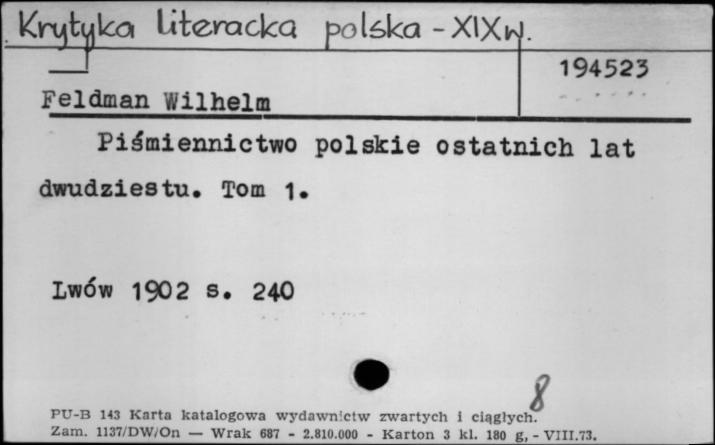 Krytyka literacka polska - XIX w.
194523
Feldman Wilhelm
Piśmiennictwo polskie ostatnich lat
dwudziestu. Tom 1.
Lwów 1902 s. 240
8
PU-B 143 Karta katalogowa wydawnictw zwartych i ciągłych.
Zam. 1137/DW/On — Wrak 687 - 2.810.000 - Karton 3 kl. 180 g, - VIII.73.